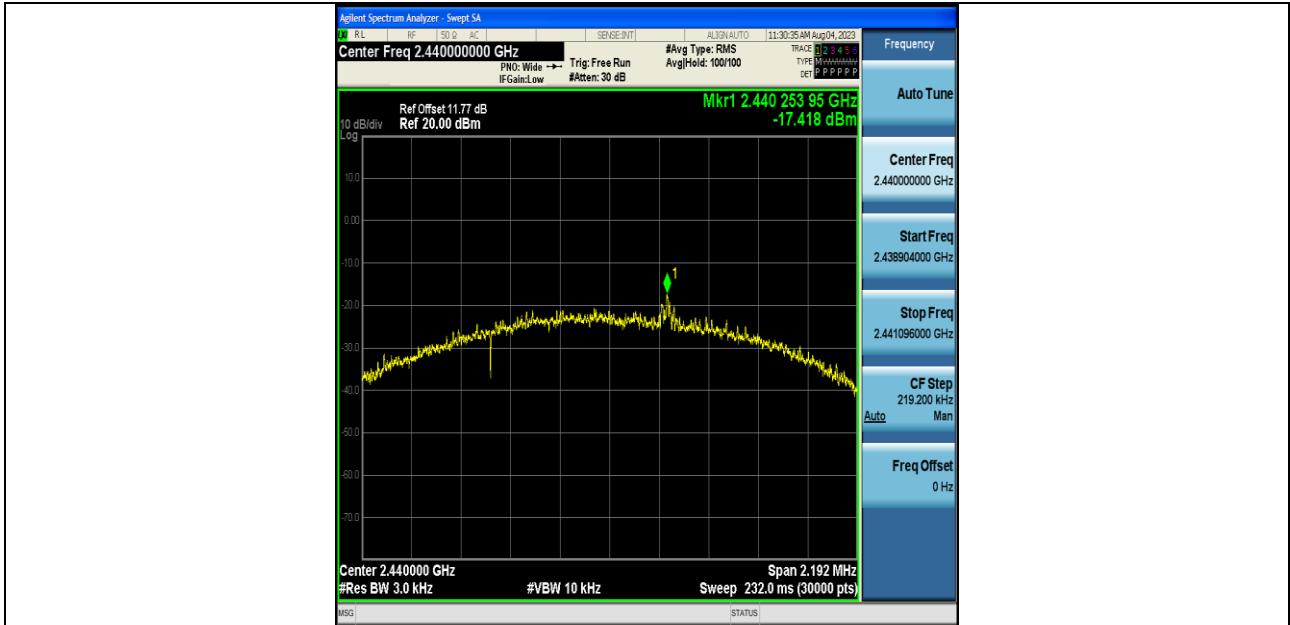 Agilent Spectrum Analyzer - Swept SA
RL RF 50 Ω AC SENSE:INT ALIGN AUTO 11:30:35 AM Aug 04, 2023
Center Freq 2.440000000 GHz #Avg Type: RMS TRACE 1 2 3 4 5 6
PNO: Wide Trig: Free Run Avg|Hold: 100/100 TYPE M
IFGain:Low #Atten: 30 dB DET P P P P P P
Frequency
Auto Tune
Mkr1 2.440 253 95 GHz
Ref Offset 11.77 dB
10 dB/div Ref 20.00 dBm -17.418 dBm
Log
10.0
0.00
-10.0
-20.0
-30.0
-40.0
-50.0
-60.0
-70.0
1
Center Freq
2.440000000 GHz
Start Freq
2.438904000 GHz
Stop Freq
2.441096000 GHz
CF Step
219.200 kHz
Auto Man
Freq Offset
0 Hz
Center 2.440000 GHz Span 2.192 MHz
#Res BW 3.0 kHz #VBW 10 kHz Sweep 232.0 ms (30000 pts)
MSG STATUS